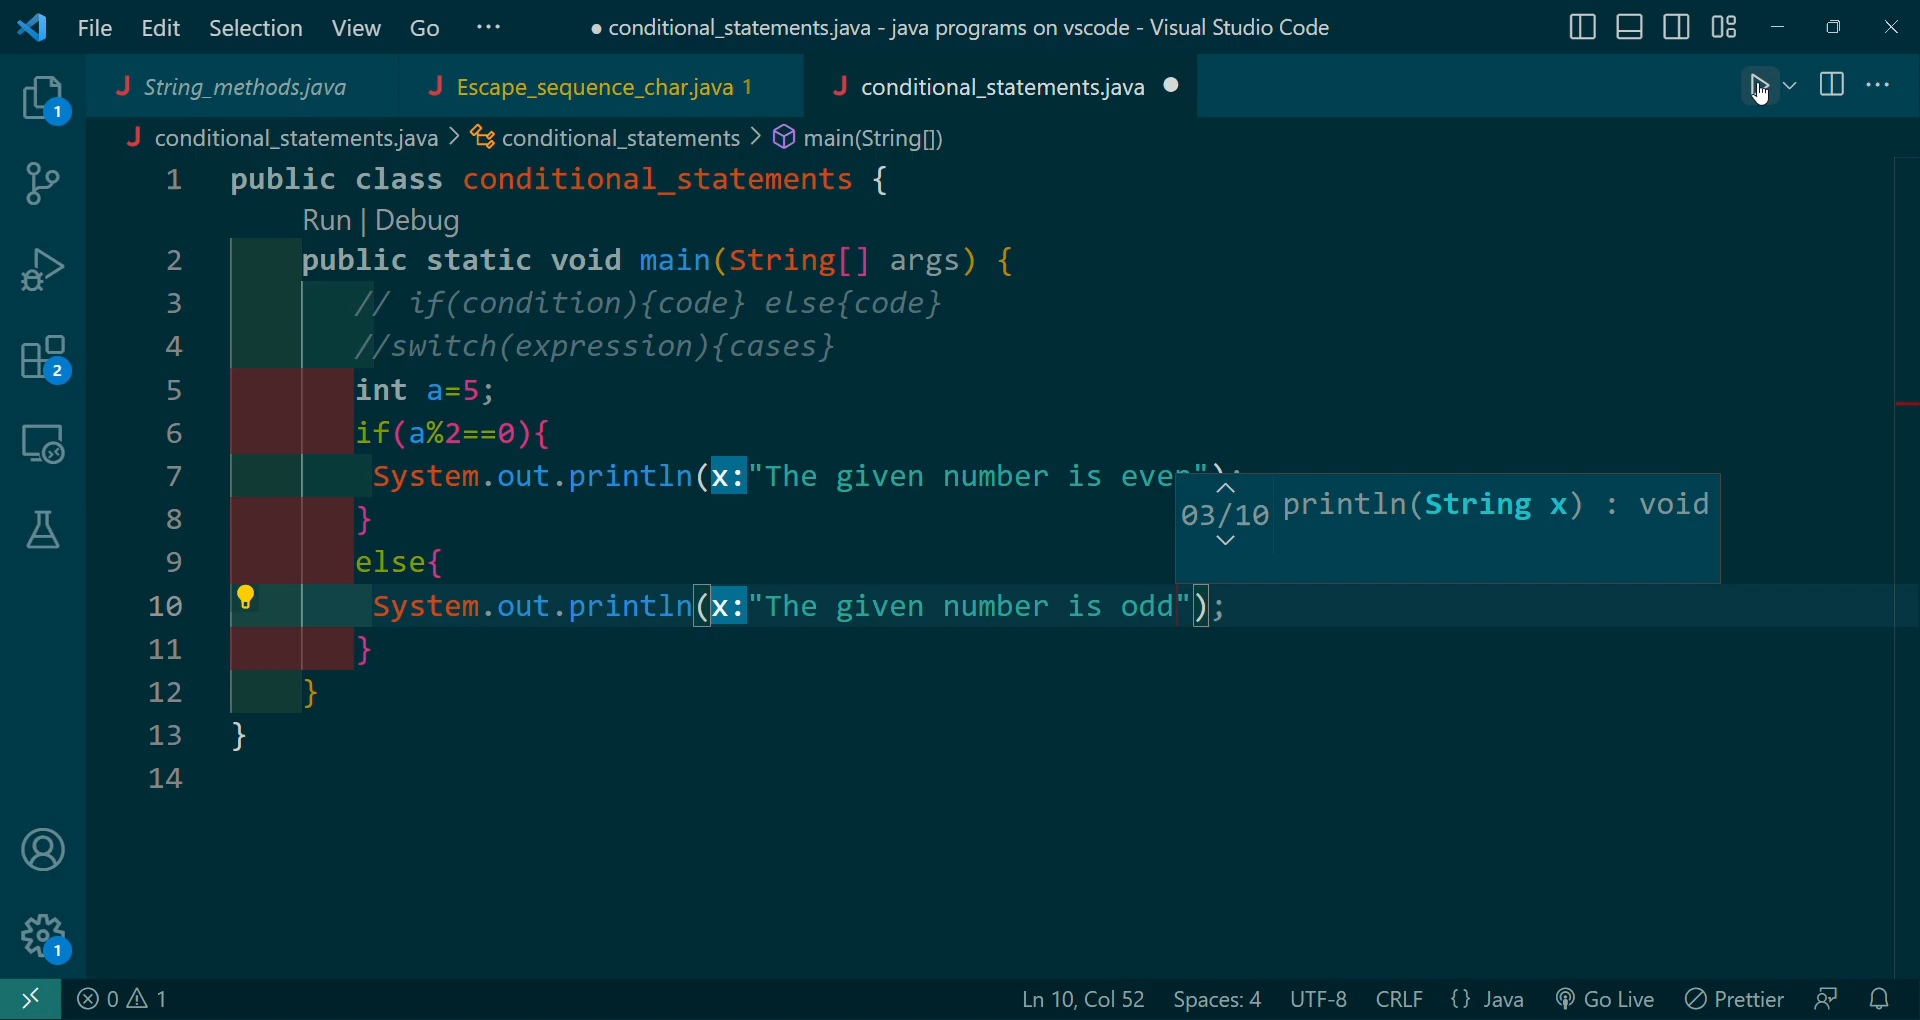 File Edit Selection View Go ··· ● conditional_statements.java - java programs on vscode - Visual Studio Code
1
J String_methods.java J Escape_sequence_char.java 1 J conditional_statements.java ●
J conditional_statements.java > conditional_statements > main(String[])
1 public class conditional_statements {
Run | Debug
2 public static void main(String[] args) {
3 // if(condition){code} else{code}
4 //switch(expression){cases}
2
5 int a=5;
6 if(a%2==0){
7 System.out.println(x:"The given number is even");
03/10 println(String x) : void
8 }
9 else{
10 System.out.println(x:"The given number is odd");
11 }
12 }
13 }
14
1
0 1 Ln 10, Col 52 Spaces: 4 UTF-8 CRLF {} Java Go Live Prettier